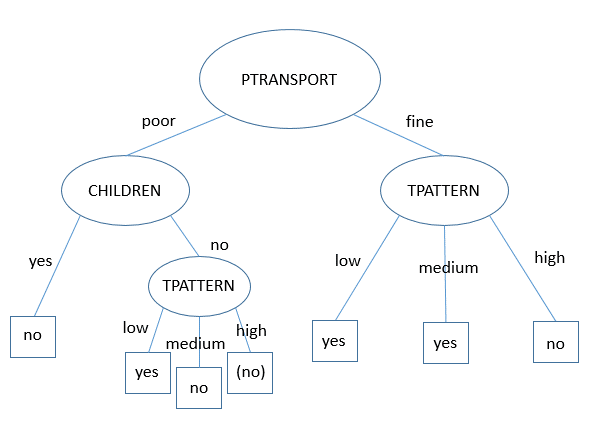 PTRANSPORT
poor
fine
CHILDREN
TPATTERN
yes
no
low
medium
high
TPATTERN
low
medium
high
no
yes
no
(no)
yes
yes
no